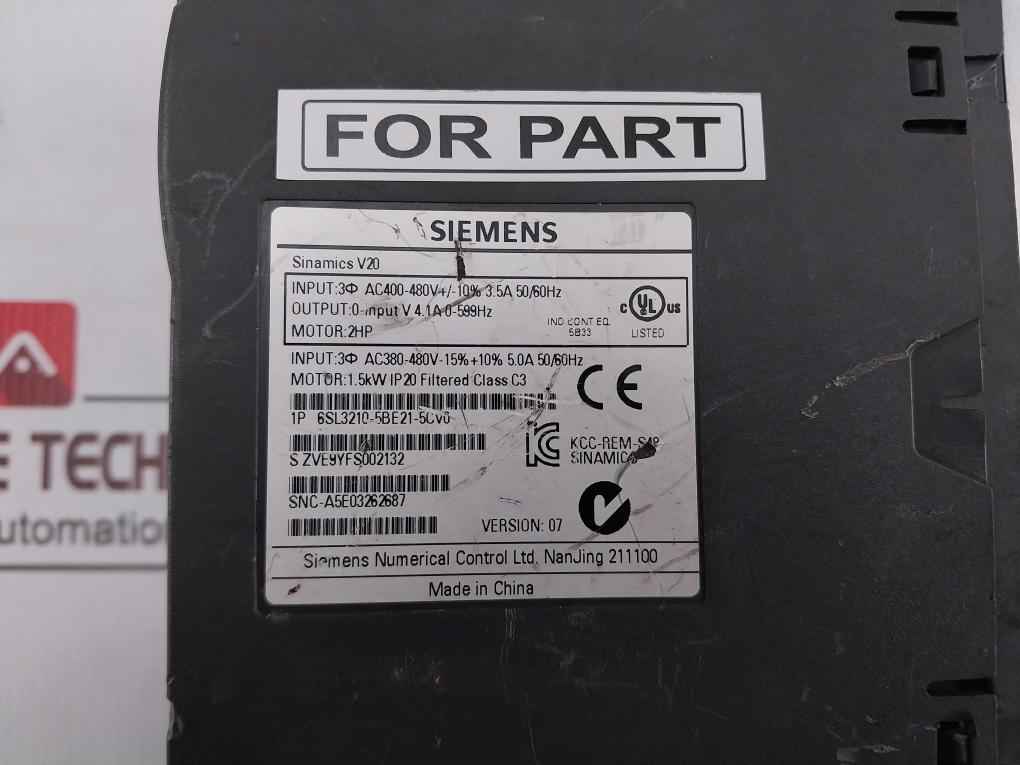 FOR PART
SIEMENS
Sinamics V20
INPUT:3Φ AC400-480V+/-10% 3.5A 50/60Hz
OUTPUT:0-Input V 4.1A 0-599Hz
MOTOR:2HP
IND CONT EQ.
5B33
C UL US
LISTED
INPUT:3Φ AC380-480V-15%+10% 5.0A 50/60Hz
MOTOR:1.5kW IP20 Filtered Class C3
CE
1P 6SL3210-5BE21-5CV0
KCC-REM-S49
SINAMICS
S ZVE9YFS002132
SNC-A5E03262687
VERSION: 07
Siemens Numerical Control Ltd, NanJing 211100
Made in China
E TECH
utomation